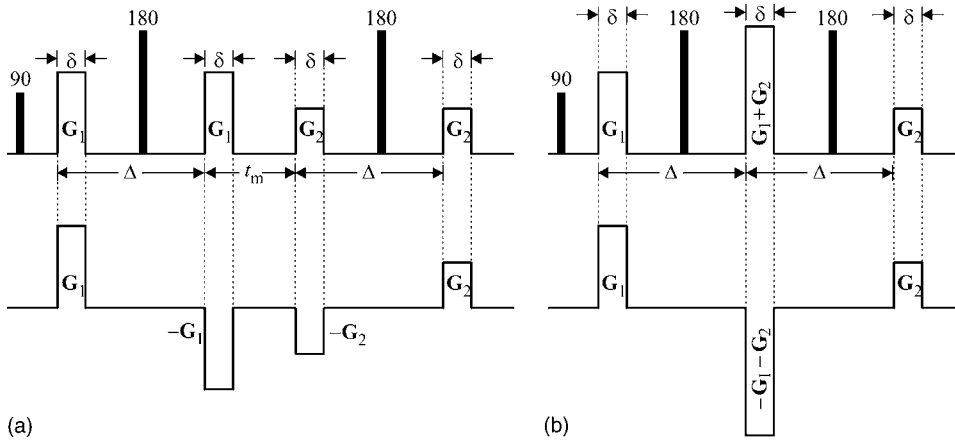 180 180 180 180
δ δ δ δ δ δ δ
90 90
G₁ G₁ G₂ G₂ G₁ G₁+G₂ G₂
Δ t_m Δ Δ Δ
G₁ G₂ G₁ G₂
−G₁ −G₂ −G₁ − G₂
(a) (b)